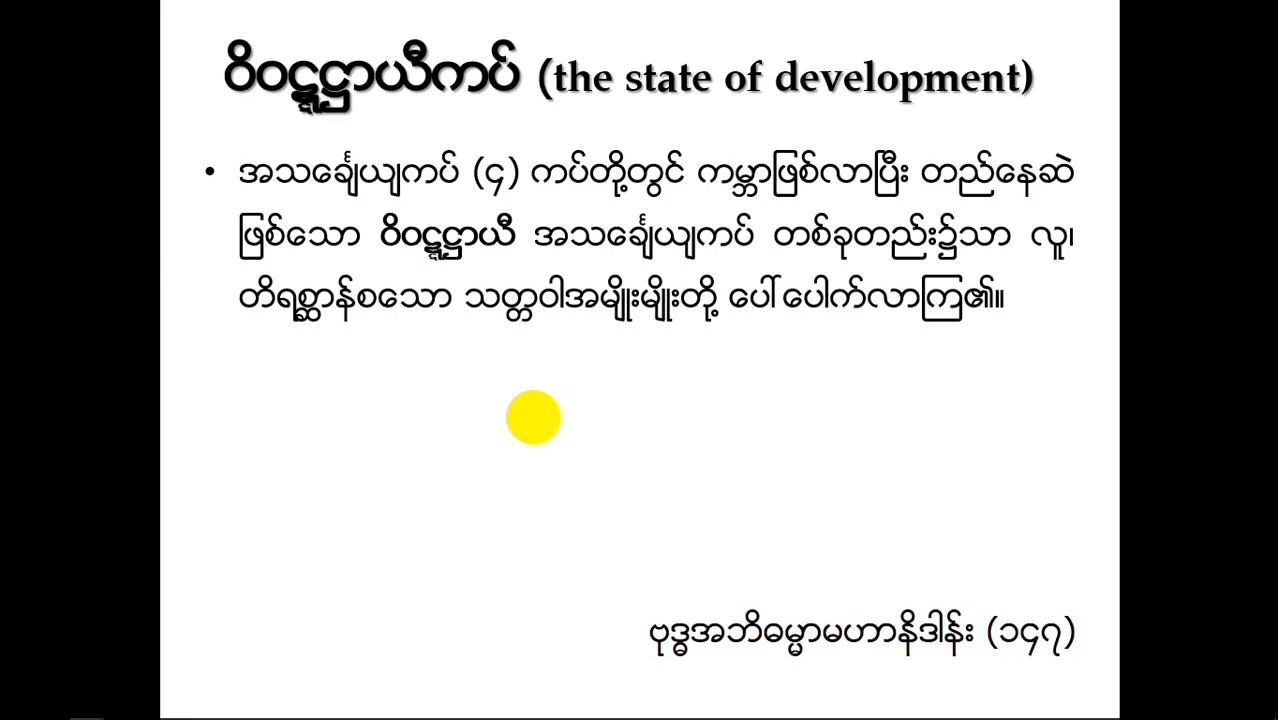 ဝိဝဋ္ဋဋ္ဌာယီကပ် (the state of development)
• အသင်္ချေယျကပ် (၄) ကပ်တို့တွင် ကမ္ဘာဖြစ်လာပြီး တည်နေဆဲ
ဖြစ်သော ဝိဝဋ္ဋဋ္ဌာယီ အသင်္ချေယျကပ် တစ်ခုတည်း၌သာ လူ၊
တိရစ္ဆာန်စသော သတ္တဝါအမျိုးမျိုးတို့ ပေါ်ပေါက်လာကြ၏။
ဗုဒ္ဓအဘိဓမ္မာမဟာနိဒါန်း (၁၄၇)